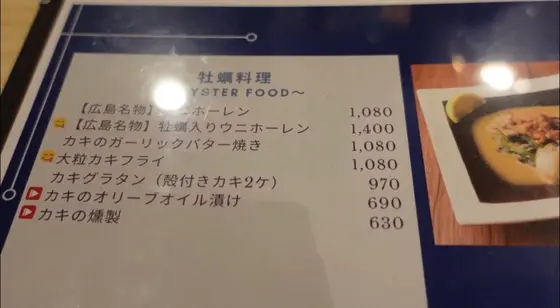 牡蠣料理
YSTER FOOD〜
【広島名物】 ニホーレン 1,080
【広島名物】牡蠣入りウニホーレン 1,400
カキのガーリックバター焼き 1,080
大粒カキフライ 1,080
カキグラタン（殻付きカキ2ケ） 970
カキのオリーブオイル漬け 690
カキの燻製 630